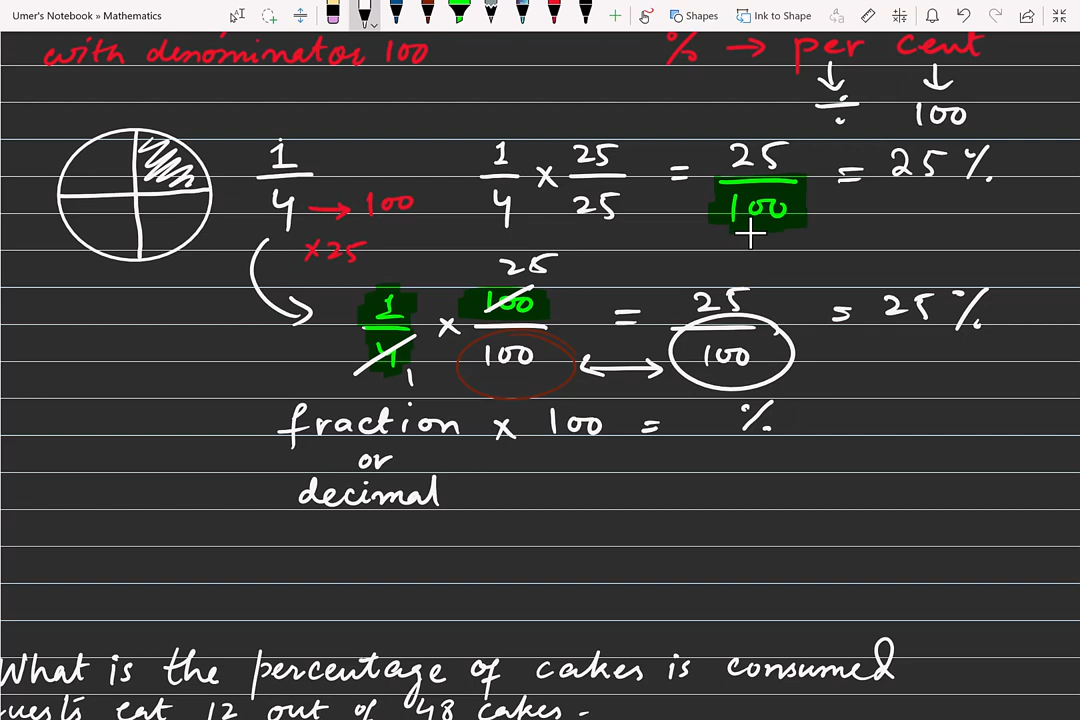 Umer's Notebook » Mathematics
Shapes
Ink to Shape
with denominator 100
% → per cent
÷ 100
1/4 → 100
×25
1/4 × 25/25 = 25/100 = 25%
25
1/4 × 100/100 = 25/100 = 25%
1
fraction × 100 = %
or
decimal
What is the percentage of cakes is consumed
eat 12 out of 48 cakes.